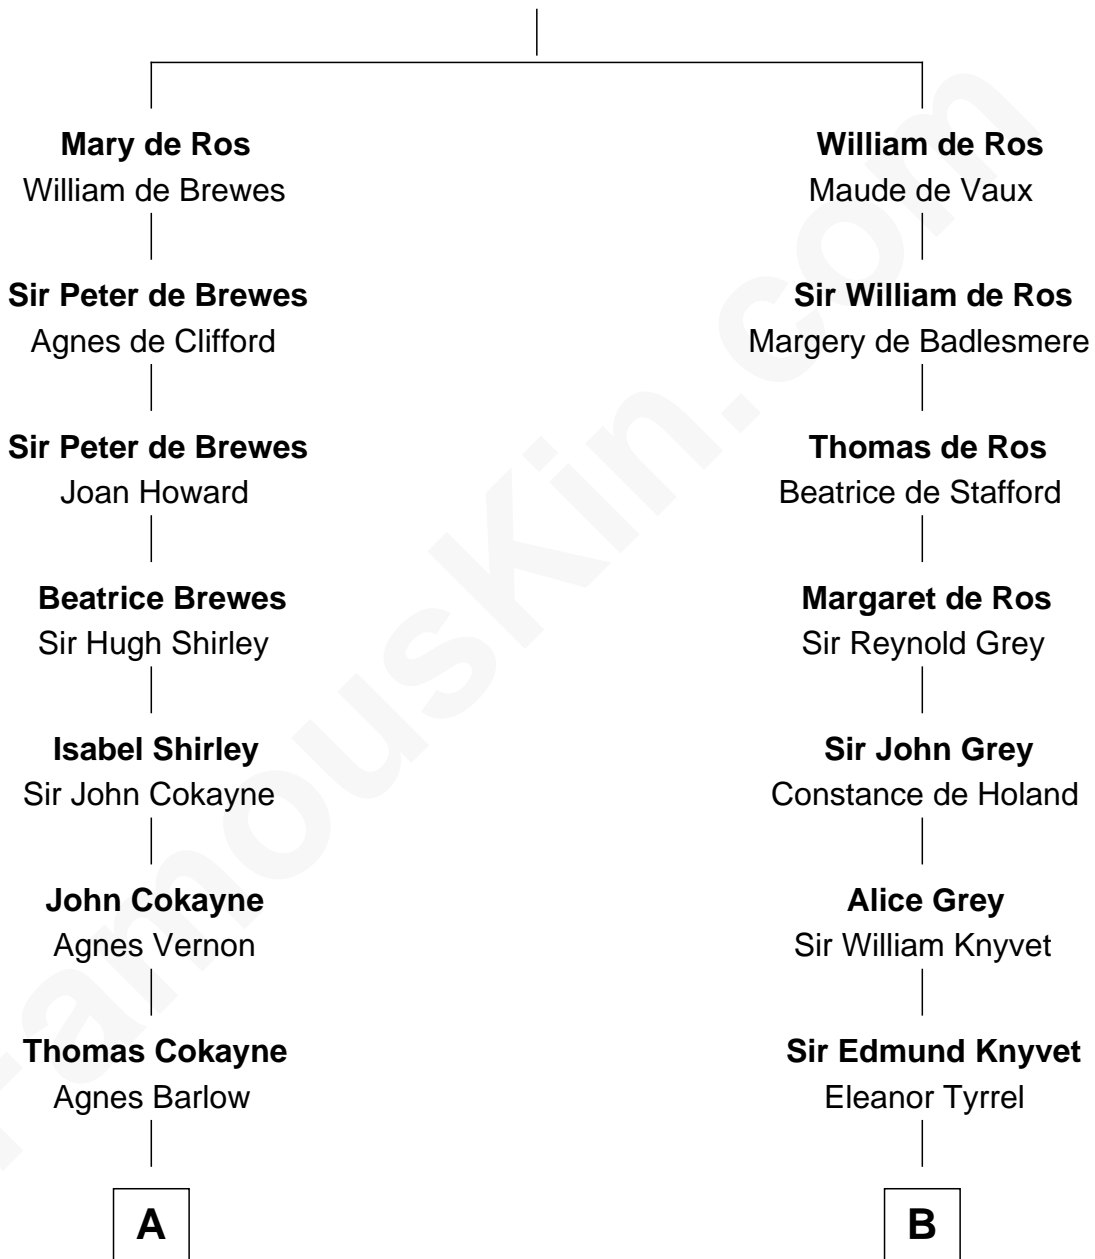 Mary de Ros
William de Brewes
William de Ros
Maude de Vaux
Sir Peter de Brewes
Agnes de Clifford
Sir William de Ros
Margery de Badlesmere
Sir Peter de Brewes
Joan Howard
Thomas de Ros
Beatrice de Stafford
Beatrice Brewes
Sir Hugh Shirley
Margaret de Ros
Sir Reynold Grey
Isabel Shirley
Sir John Cokayne
Sir John Grey
Constance de Holand
John Cokayne
Agnes Vernon
Alice Grey
Sir William Knyvet
Thomas Cokayne
Agnes Barlow
Sir Edmund Knyvet
Eleanor Tyrrel
A
B
FamousKin.com